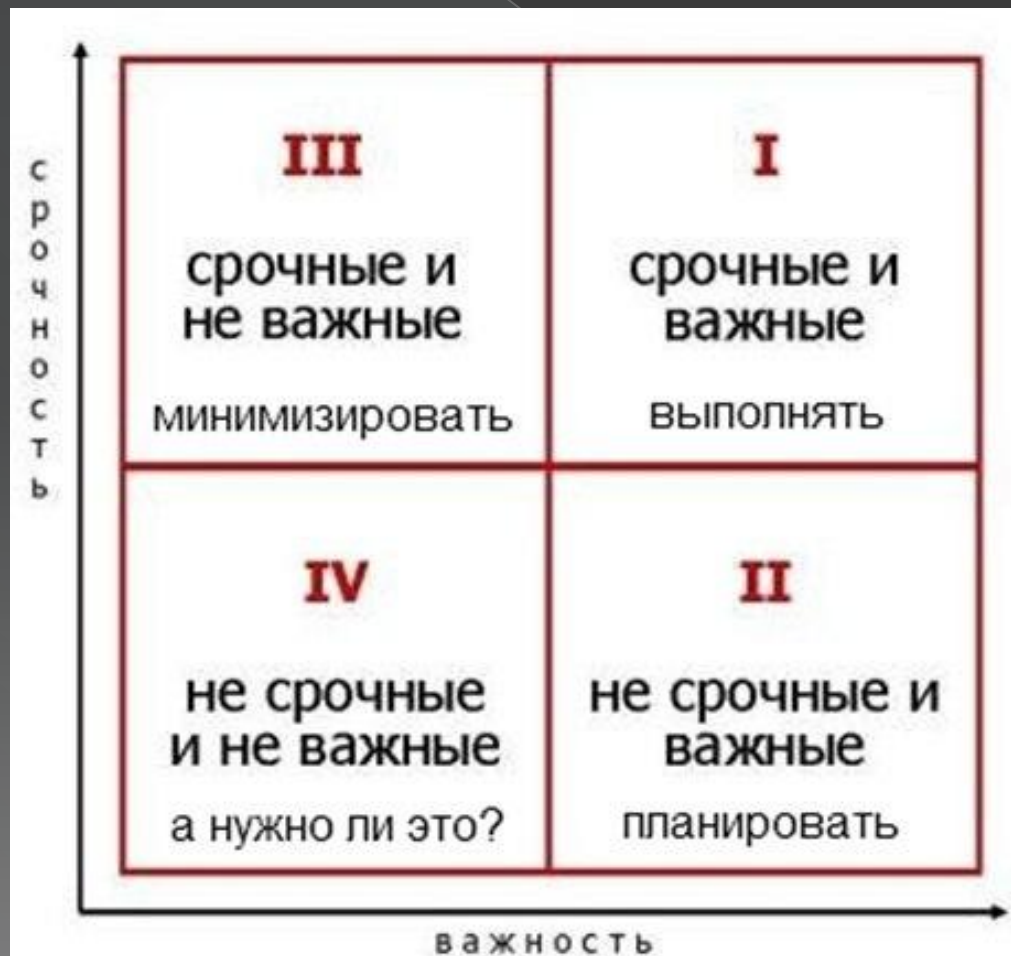 срочность
III
срочные и
не важные
минимизировать
I
срочные и
важные
выполнять
IV
не срочные
и не важные
а нужно ли это?
II
не срочные и
важные
планировать
важность